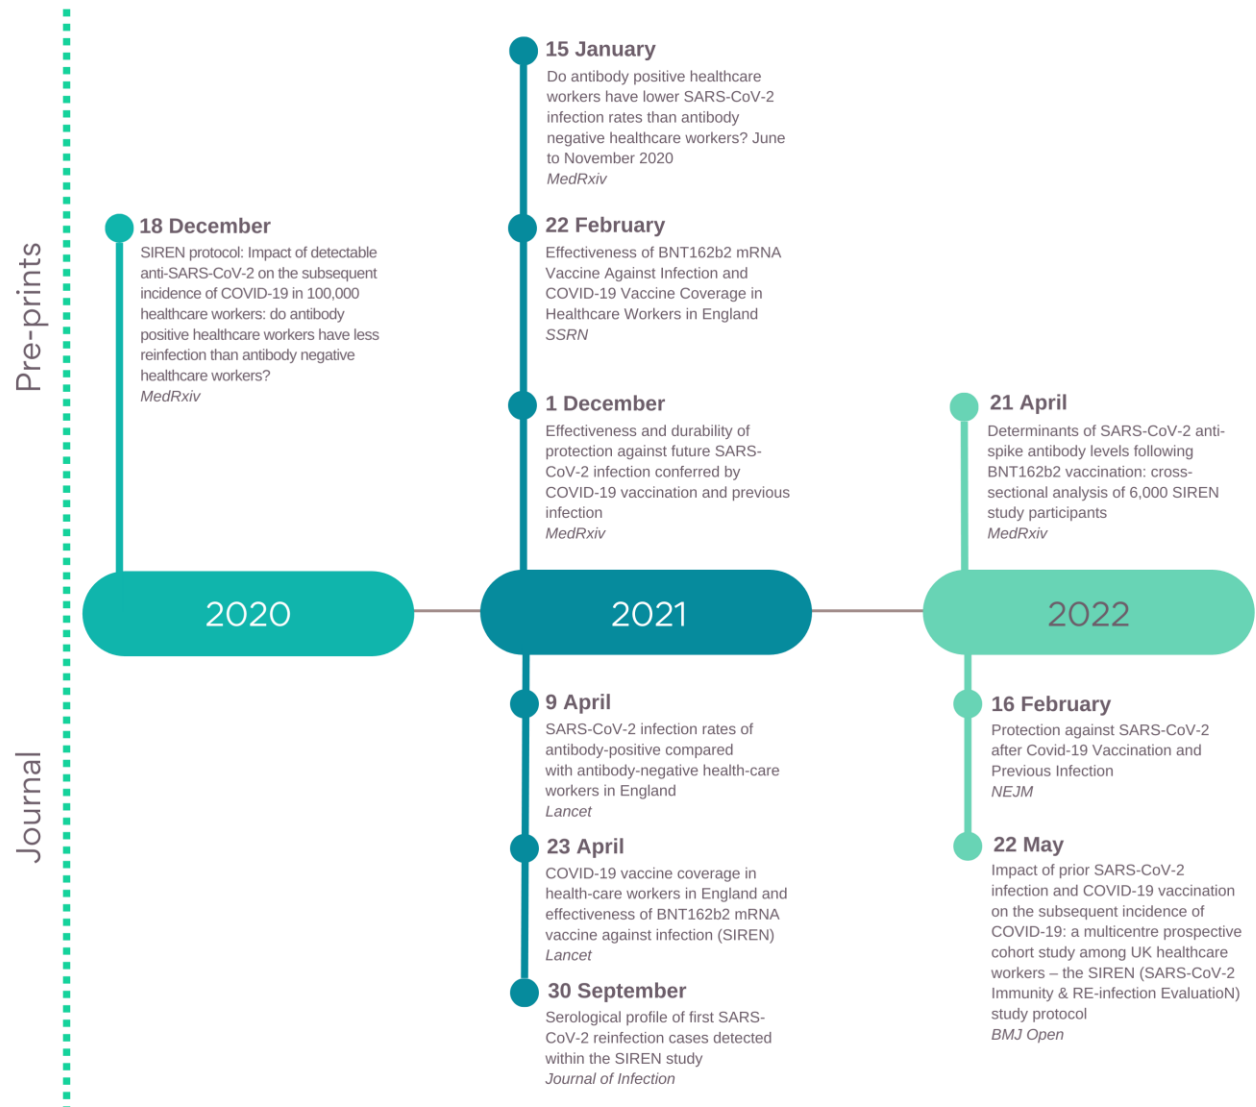 Pre-prints
18 December
SIREN protocol: Impact of detectable
anti-SARS-CoV-2 on the subsequent
incidence of COVID-19 in 100,000
healthcare workers: do antibody
positive healthcare workers have less
reinfection than antibody negative
healthcare workers?
MedRxiv
15 January
Do antibody positive healthcare
workers have lower SARS-CoV-2
infection rates than antibody
negative healthcare workers? June
to November 2020
MedRxiv
22 February
Effectiveness of BNT162b2 mRNA
Vaccine Against Infection and
COVID-19 Vaccine Coverage in
Healthcare Workers in England
SSRN
1 December
Effectiveness and durability of
protection against future SARS-
CoV-2 infection conferred by
COVID-19 vaccination and previous
infection
MedRxiv
21 April
Determinants of SARS-CoV-2 anti-
spike antibody levels following
BNT162b2 vaccination: cross-
sectional analysis of 6,000 SIREN
study participants
MedRxiv
2020
2021
2022
Journal
9 April
SARS-CoV-2 infection rates of
antibody-positive compared
with antibody-negative health-care
workers in England
Lancet
23 April
COVID-19 vaccine coverage in
health-care workers in England and
effectiveness of BNT162b2 mRNA
vaccine against infection (SIREN)
Lancet
30 September
Serological profile of first SARS-
CoV-2 reinfection cases detected
within the SIREN study
Journal of Infection
16 February
Protection against SARS-CoV-2
after Covid-19 Vaccination and
Previous Infection
NEJM
22 May
Impact of prior SARS-CoV-2
infection and COVID-19 vaccination
on the subsequent incidence of
COVID-19: a multicentre prospective
cohort study among UK healthcare
workers – the SIREN (SARS-CoV-2
Immunity & RE-infection EvaluatioN)
study protocol
BMJ Open